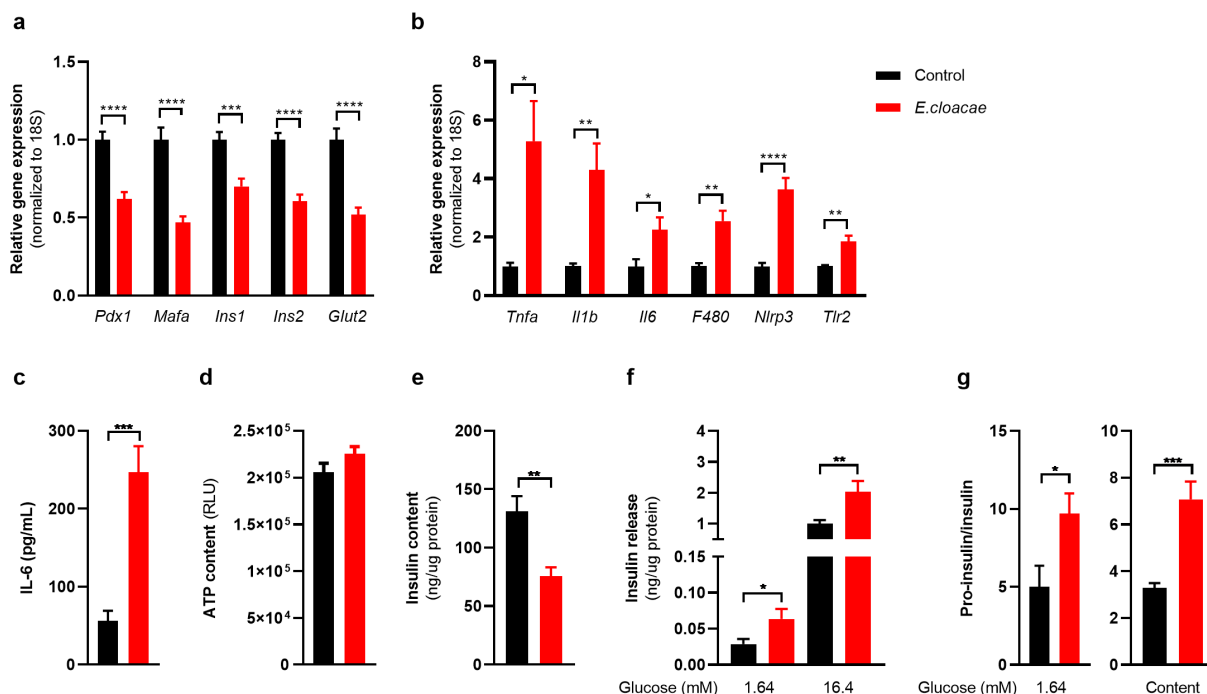 a
Relative gene expression
(normalized to 18S)
1.5
1.0
0.5
0.0
**** **** *** **** ****
Pdx1 Mafa Ins1 Ins2 Glut2
b
Relative gene expression
(normalized to 18S)
8
6
4
2
0
* ** * ** **** **
Tnfa Il1b Il6 F480 Nlrp3 Tlr2
Control
E.cloacae
c
IL-6 (pg/mL)
300
200
100
0
***
d
ATP content (RLU)
2.5×10⁵
2×10⁵
2×10⁵
1×10⁵
5×10⁴
0
e
Insulin content
(ng/ug protein)
200
150
100
50
0
**
f
Insulin release
(ng/ug protein)
4
3
2
1
0.15
0.10
0.05
0.00
* **
Glucose (mM) 1.64 16.4
g
Pro-insulin/insulin
15
10
5
0
*
Glucose (mM) 1.64
10
8
6
4
2
0
***
Content